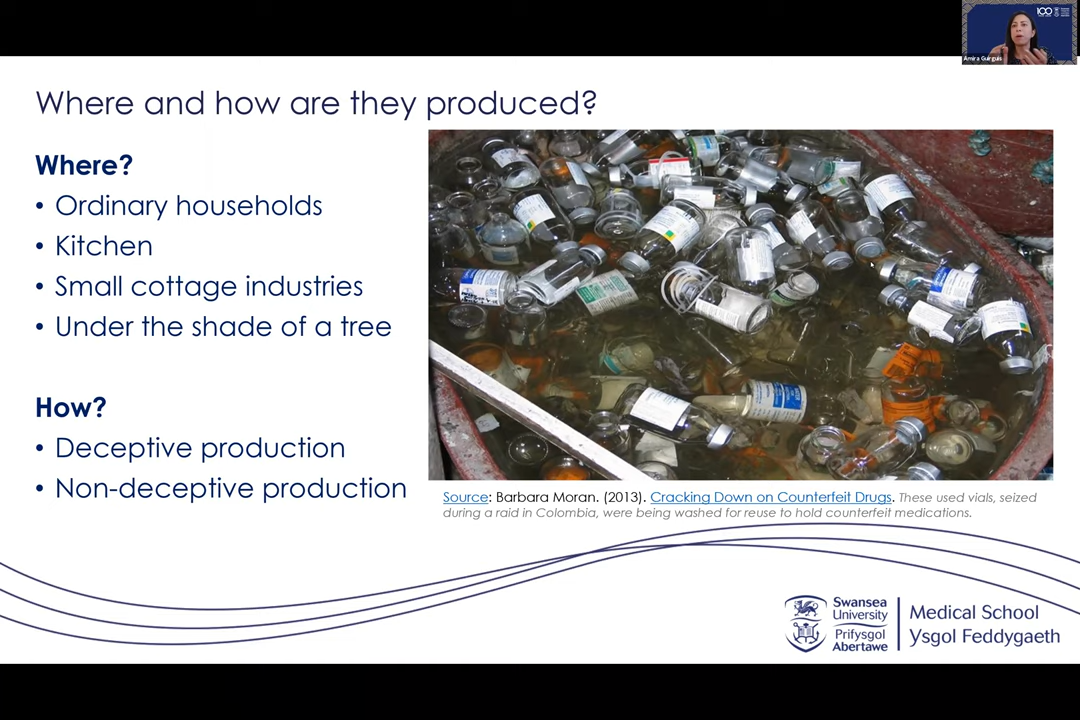 100
Amira Guirguis
Where and how are they produced?
Where?
• Ordinary households
• Kitchen
• Small cottage industries
• Under the shade of a tree
How?
• Deceptive production
• Non-deceptive production
Source: Barbara Moran. (2013). Cracking Down on Counterfeit Drugs. These used vials, seized
during a raid in Colombia, were being washed for reuse to hold counterfeit medications.
Swansea
University
Prifysgol
Abertawe
Medical School
Ysgol Feddygaeth